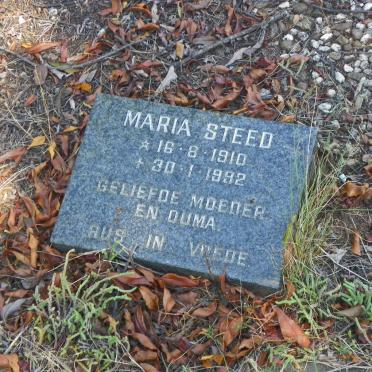 MARIA STEED
* 16·8·1910
+ 30·1·1982
GELIEFDE MOEDER
EN OUMA
RUS IN VREDE